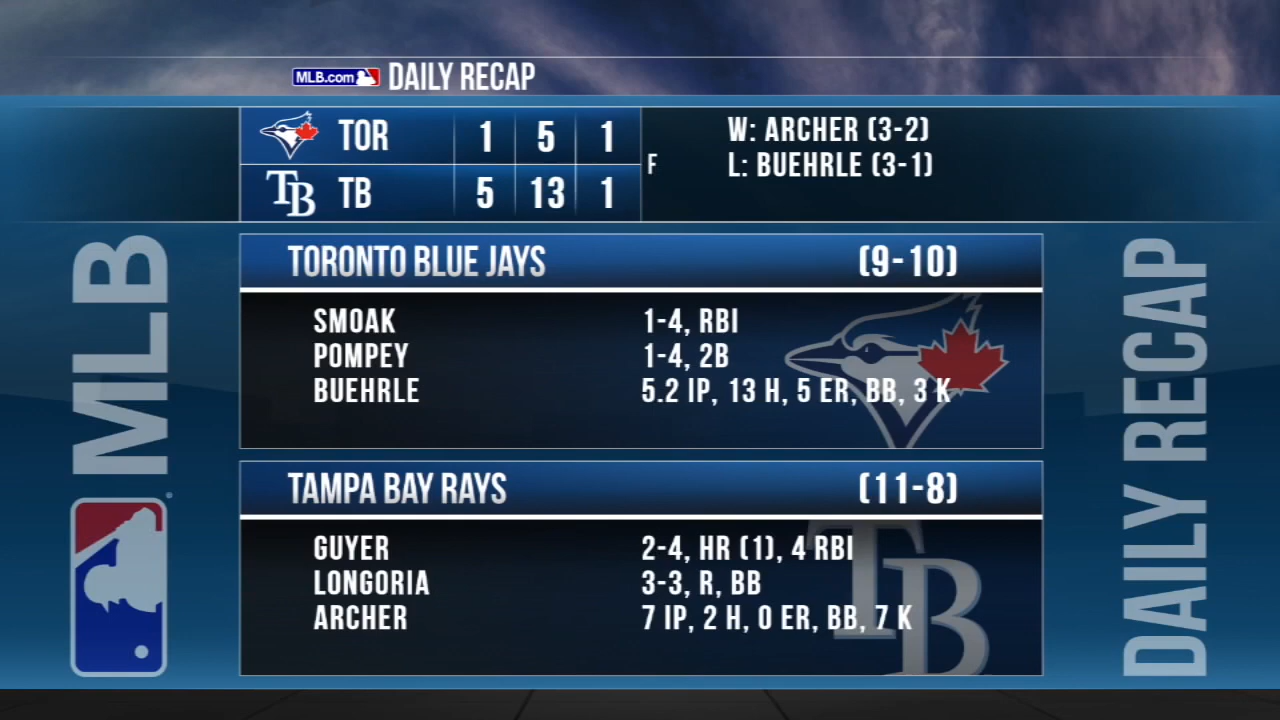 MLB.com DAILY RECAP
TOR 1 5 1
TB 5 13 1
F
W: ARCHER (3-2)
L: BUEHRLE (3-1)
MLB
TORONTO BLUE JAYS (9-10)
SMOAK 1-4, RBI
POMPEY 1-4, 2B
BUEHRLE 5.2 IP, 13 H, 5 ER, BB, 3 K
TAMPA BAY RAYS (11-8)
GUYER 2-4, HR (1), 4 RBI
LONGORIA 3-3, R, BB
ARCHER 7 IP, 2 H, 0 ER, BB, 7 K
TB
DAILY RECAP